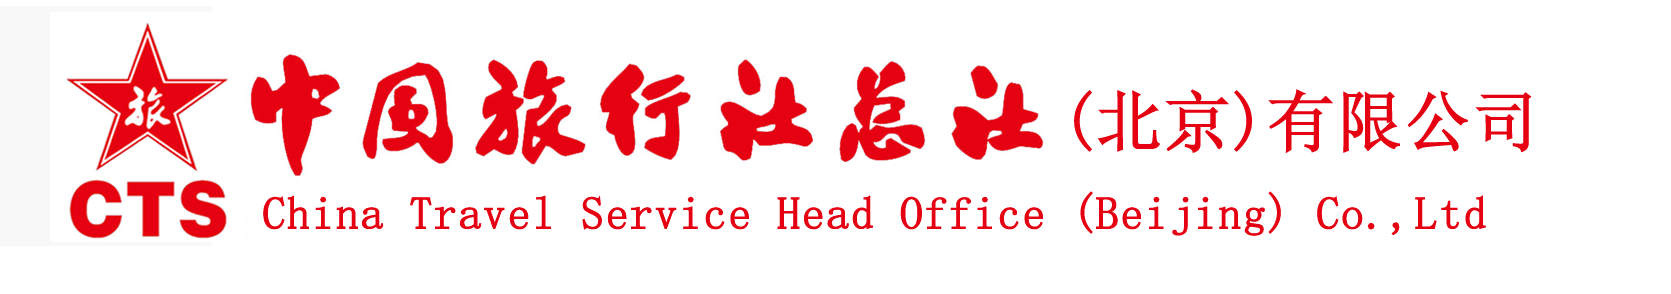 旅
CTS
中国旅行社总社(北京)有限公司
China Travel Service Head Office (Beijing) Co.,Ltd